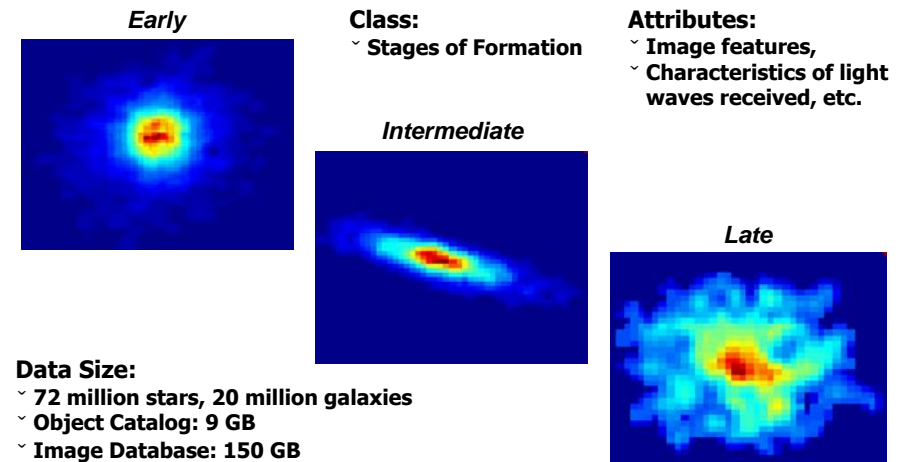 Early
Class:
ˇ Stages of Formation
Attributes:
ˇ Image features,
ˇ Characteristics of light
waves received, etc.
Intermediate
Late
Data Size:
ˇ 72 million stars, 20 million galaxies
ˇ Object Catalog: 9 GB
ˇ Image Database: 150 GB